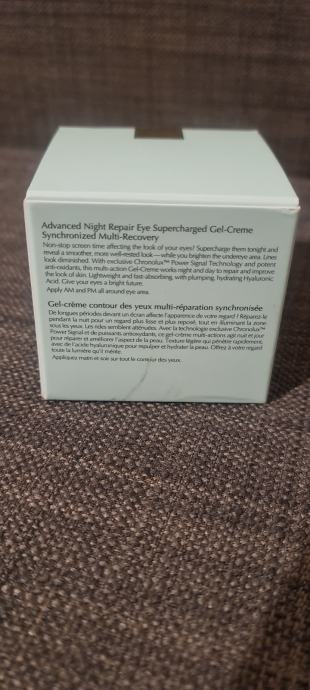 Advanced Night Repair Eye Supercharged Gel-Creme
Synchronized Multi-Recovery
Non-stop screen time affecting the look of your eyes? Supercharge them tonight and
reveal a smoother, more well-rested look—while you brighten the undereye area. Lines
look diminished. With exclusive Chronolux™ Power Signal Technology and potent
anti-oxidants, this multi-action Gel-Creme works night and day to repair and improve
the look of skin. Lightweight and fast-absorbing, with plumping, hydrating Hyaluronic
Acid. Give your eyes a bright future.
Apply AM and PM all around eye area.
Gel-crème contour des yeux multi-réparation synchronisée
De longues périodes devant un écran affecte l'apparence de votre regard ? Réparez-le
pendant la nuit pour un regard plus lisse et plus reposé, tout en illuminant la zone
sous les yeux. Les rides semblent atténuées. Avec la technologie exclusive Chronolux™
Power Signal et de puissants antioxydants, ce gel-crème multi-actions agit nuit et jour
pour réparer et améliorer l'aspect de la peau. Texture légère qui pénètre rapidement,
avec de l'acide hyaluronique pour repulper et hydrater la peau. Offrez à votre regard
toute la lumière qu'il mérite.
Appliquez matin et soir sur tout le contour des yeux.